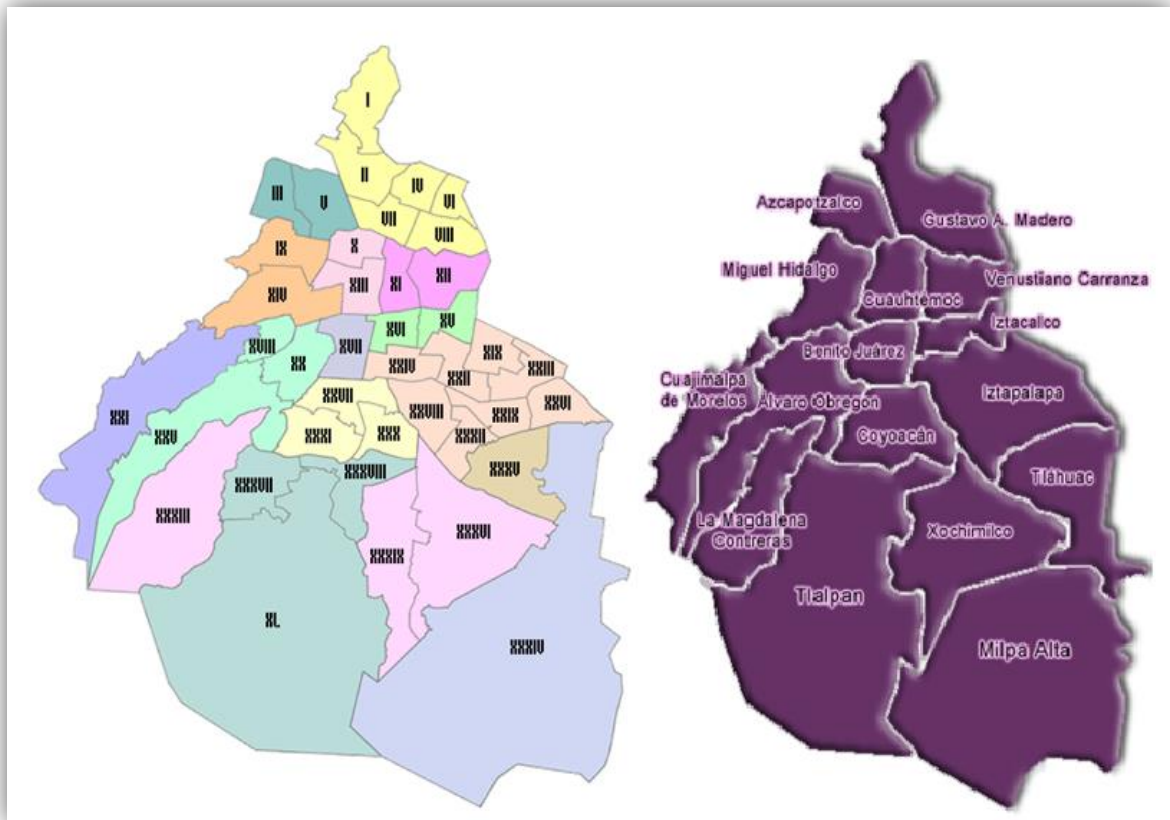 I
II
III
IV
V
VI
VII
VIII
IX
X
XI
XII
XIII
XIV
XV
XVI
XVII
XVIII
XIX
XX
XXI
XXII
XXIII
XXIV
XXV
XXVI
XXVII
XXVIII
XXIX
XXX
XXXI
XXXII
XXXIII
XXXIV
XXXV
XXXVI
XXXVII
XXXVIII
XXXIX
XL
Azcapotzalco
Gustavo A. Madero
Miguel Hidalgo
Venustiano Carranza
Cuauhtémoc
Iztacalco
Benito Juárez
Cuajimalpa
de Morelos
Álvaro Obregón
Iztapalapa
Coyoacán
Tláhuac
La Magdalena
Contreras
Xochimilco
Tlalpan
Milpa Alta